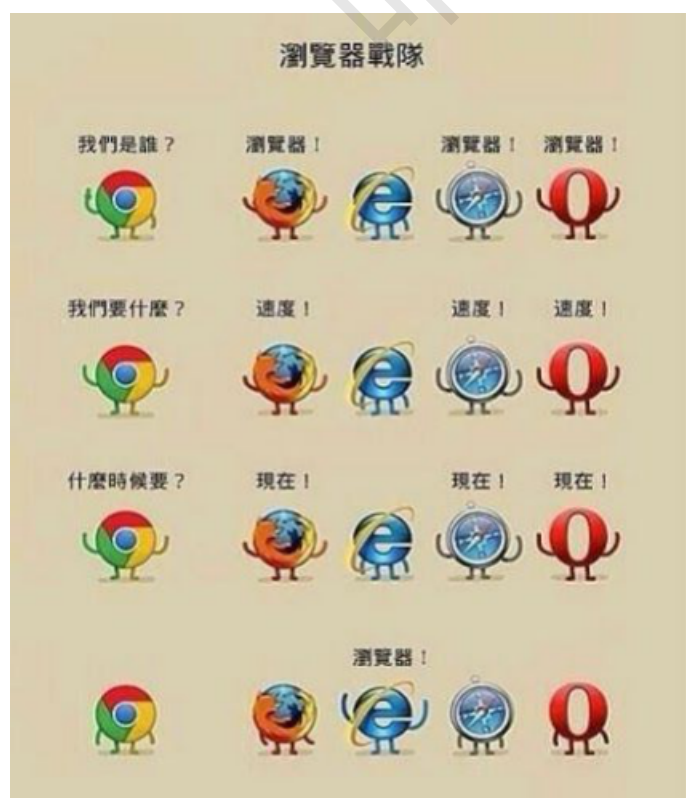 瀏覽器戰隊
我們是誰？ 瀏覽器！ 瀏覽器！ 瀏覽器！
我們要什麼？ 速度！ 速度！ 速度！
什麼時候要？ 現在！ 現在！ 現在！
瀏覽器！